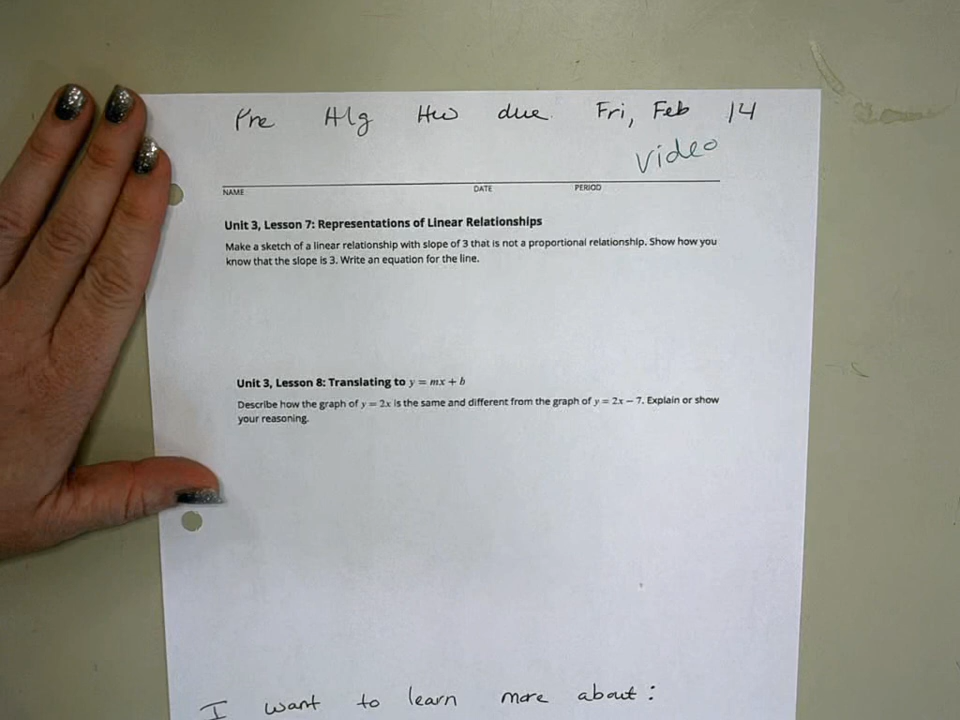 Pre Alg HW due Fri, Feb 14
Video
NAME DATE PERIOD
Unit 3, Lesson 7: Representations of Linear Relationships
Make a sketch of a linear relationship with slope of 3 that is not a proportional relationship. Show how you
know that the slope is 3. Write an equation for the line.
Unit 3, Lesson 8: Translating to y = mx + b
Describe how the graph of y = 2x is the same and different from the graph of y = 2x − 7. Explain or show
your reasoning.
I want to learn more about: